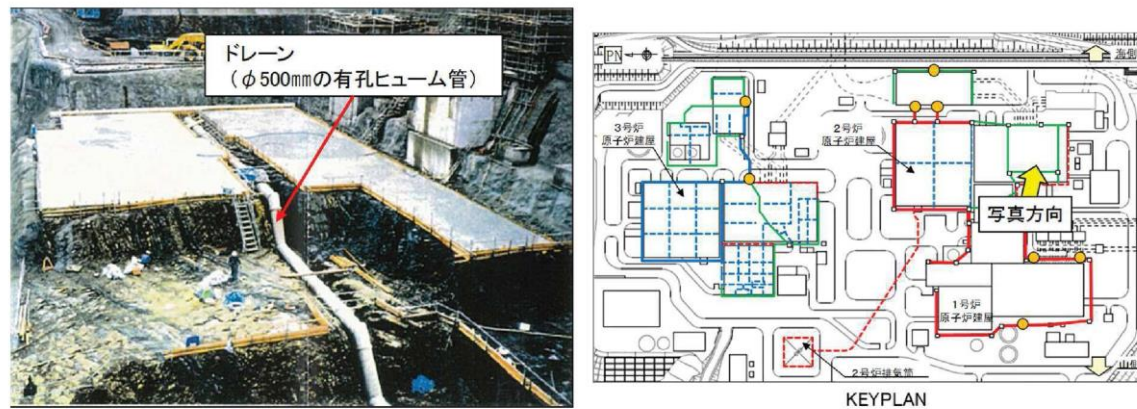 ドレーン
(φ500㎜の有孔ヒューム管)
PN
海側
3号炉
原子炉建屋
2号炉
原子炉建屋
写真方向
1号炉
原子炉建屋
2号炉排気筒
山側
KEYPLAN